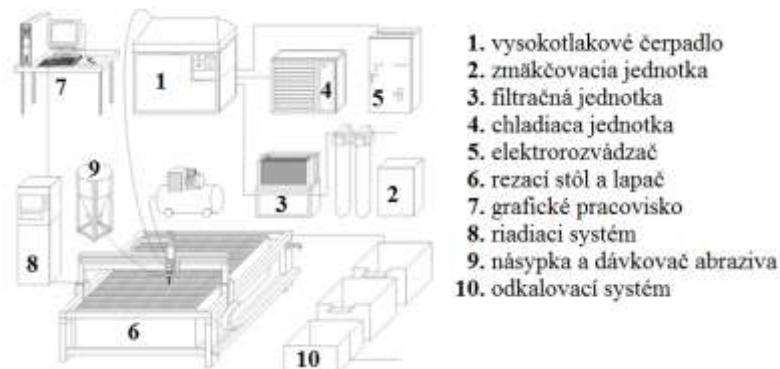 1
2
3
4
5
6
7
8
9
10
1. vysokotlakové čerpadlo
2. zmäkčovacia jednotka
3. filtračná jednotka
4. chladiaca jednotka
5. elektrorozvádzač
6. rezací stôl a lapač
7. grafické pracovisko
8. riadiaci systém
9. násypka a dávkovač abraziva
10. odkalovací systém